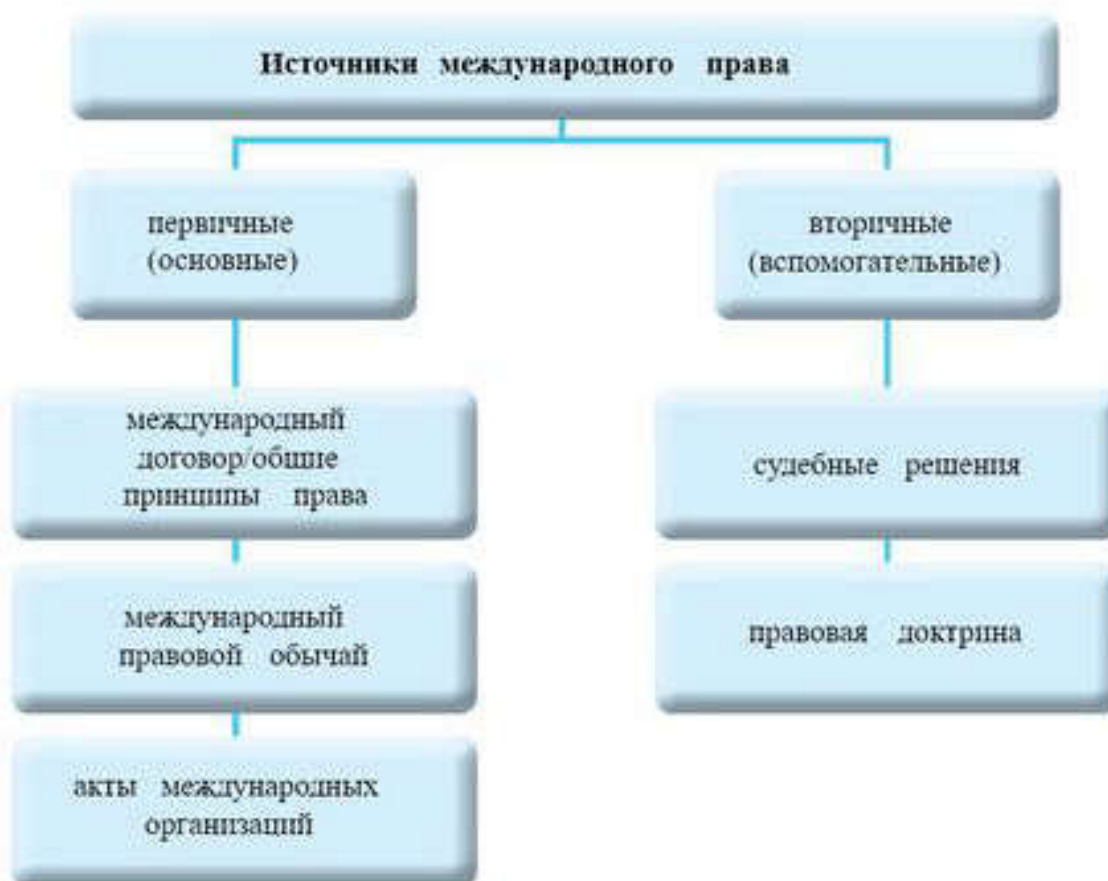 Источники международного права
первичные
(основные)
вторичные
(вспомогательные)
международный
договор/общие
принципы права
судебные решения
международный
правовой обычай
правовая доктрина
акты международных
организаций